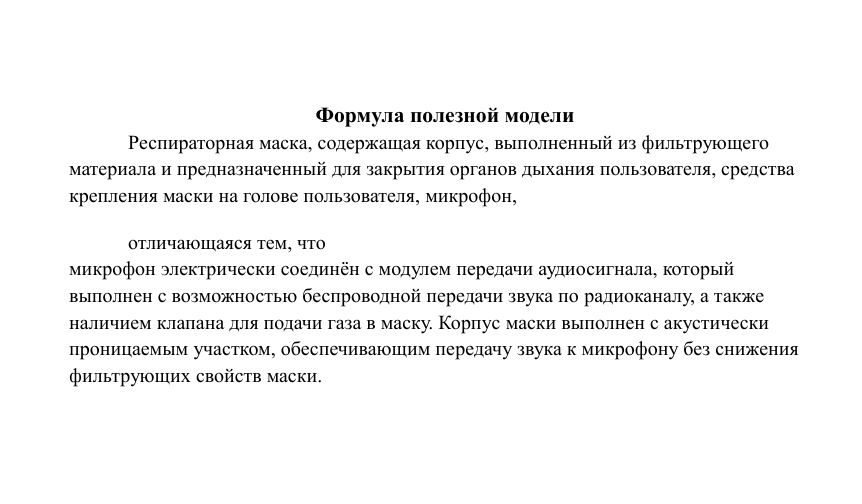 Формула полезной модели
Респираторная маска, содержащая корпус, выполненный из фильтрующего
материала и предназначенный для закрытия органов дыхания пользователя, средства
крепления маски на голове пользователя, микрофон,
отличающаяся тем, что
микрофон электрически соединён с модулем передачи аудиосигнала, который
выполнен с возможностью беспроводной передачи звука по радиоканалу, а также
наличием клапана для подачи газа в маску. Корпус маски выполнен с акустически
проницаемым участком, обеспечивающим передачу звука к микрофону без снижения
фильтрующих свойств маски.